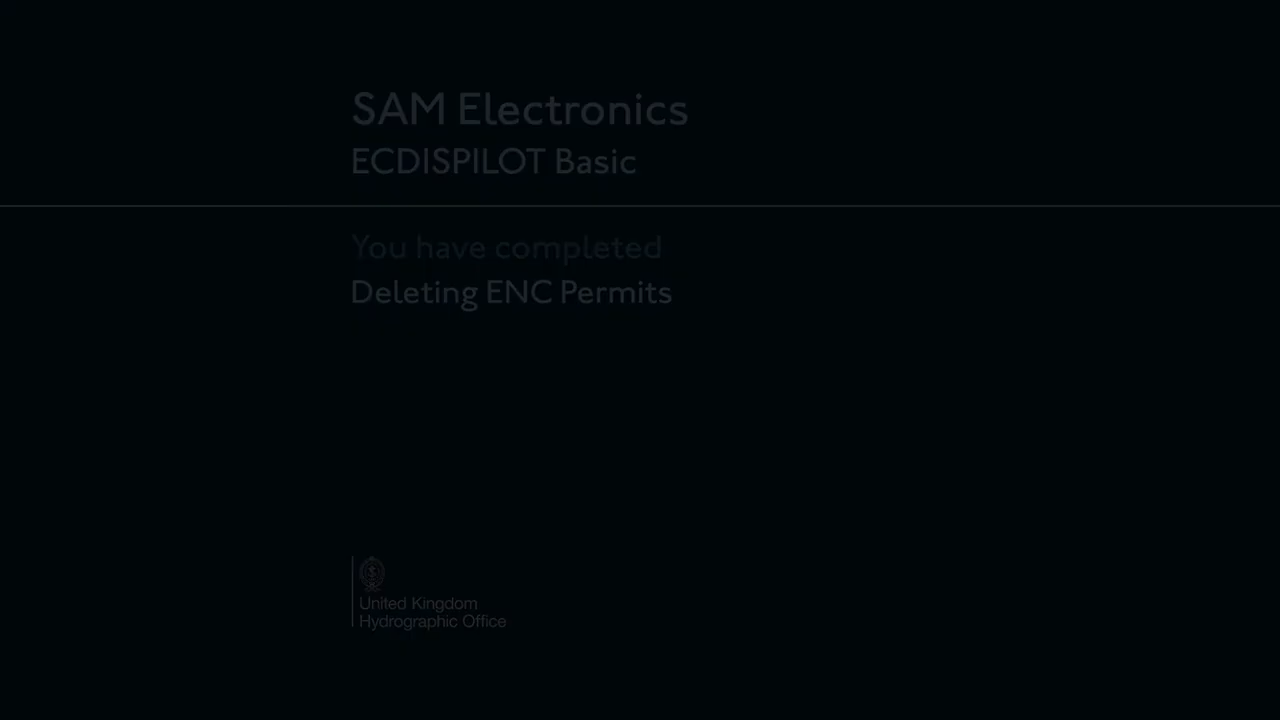 SAM Electronics
ECDISPILOT Basic
You have completed
Deleting ENC Permits
United Kingdom
Hydrographic Office